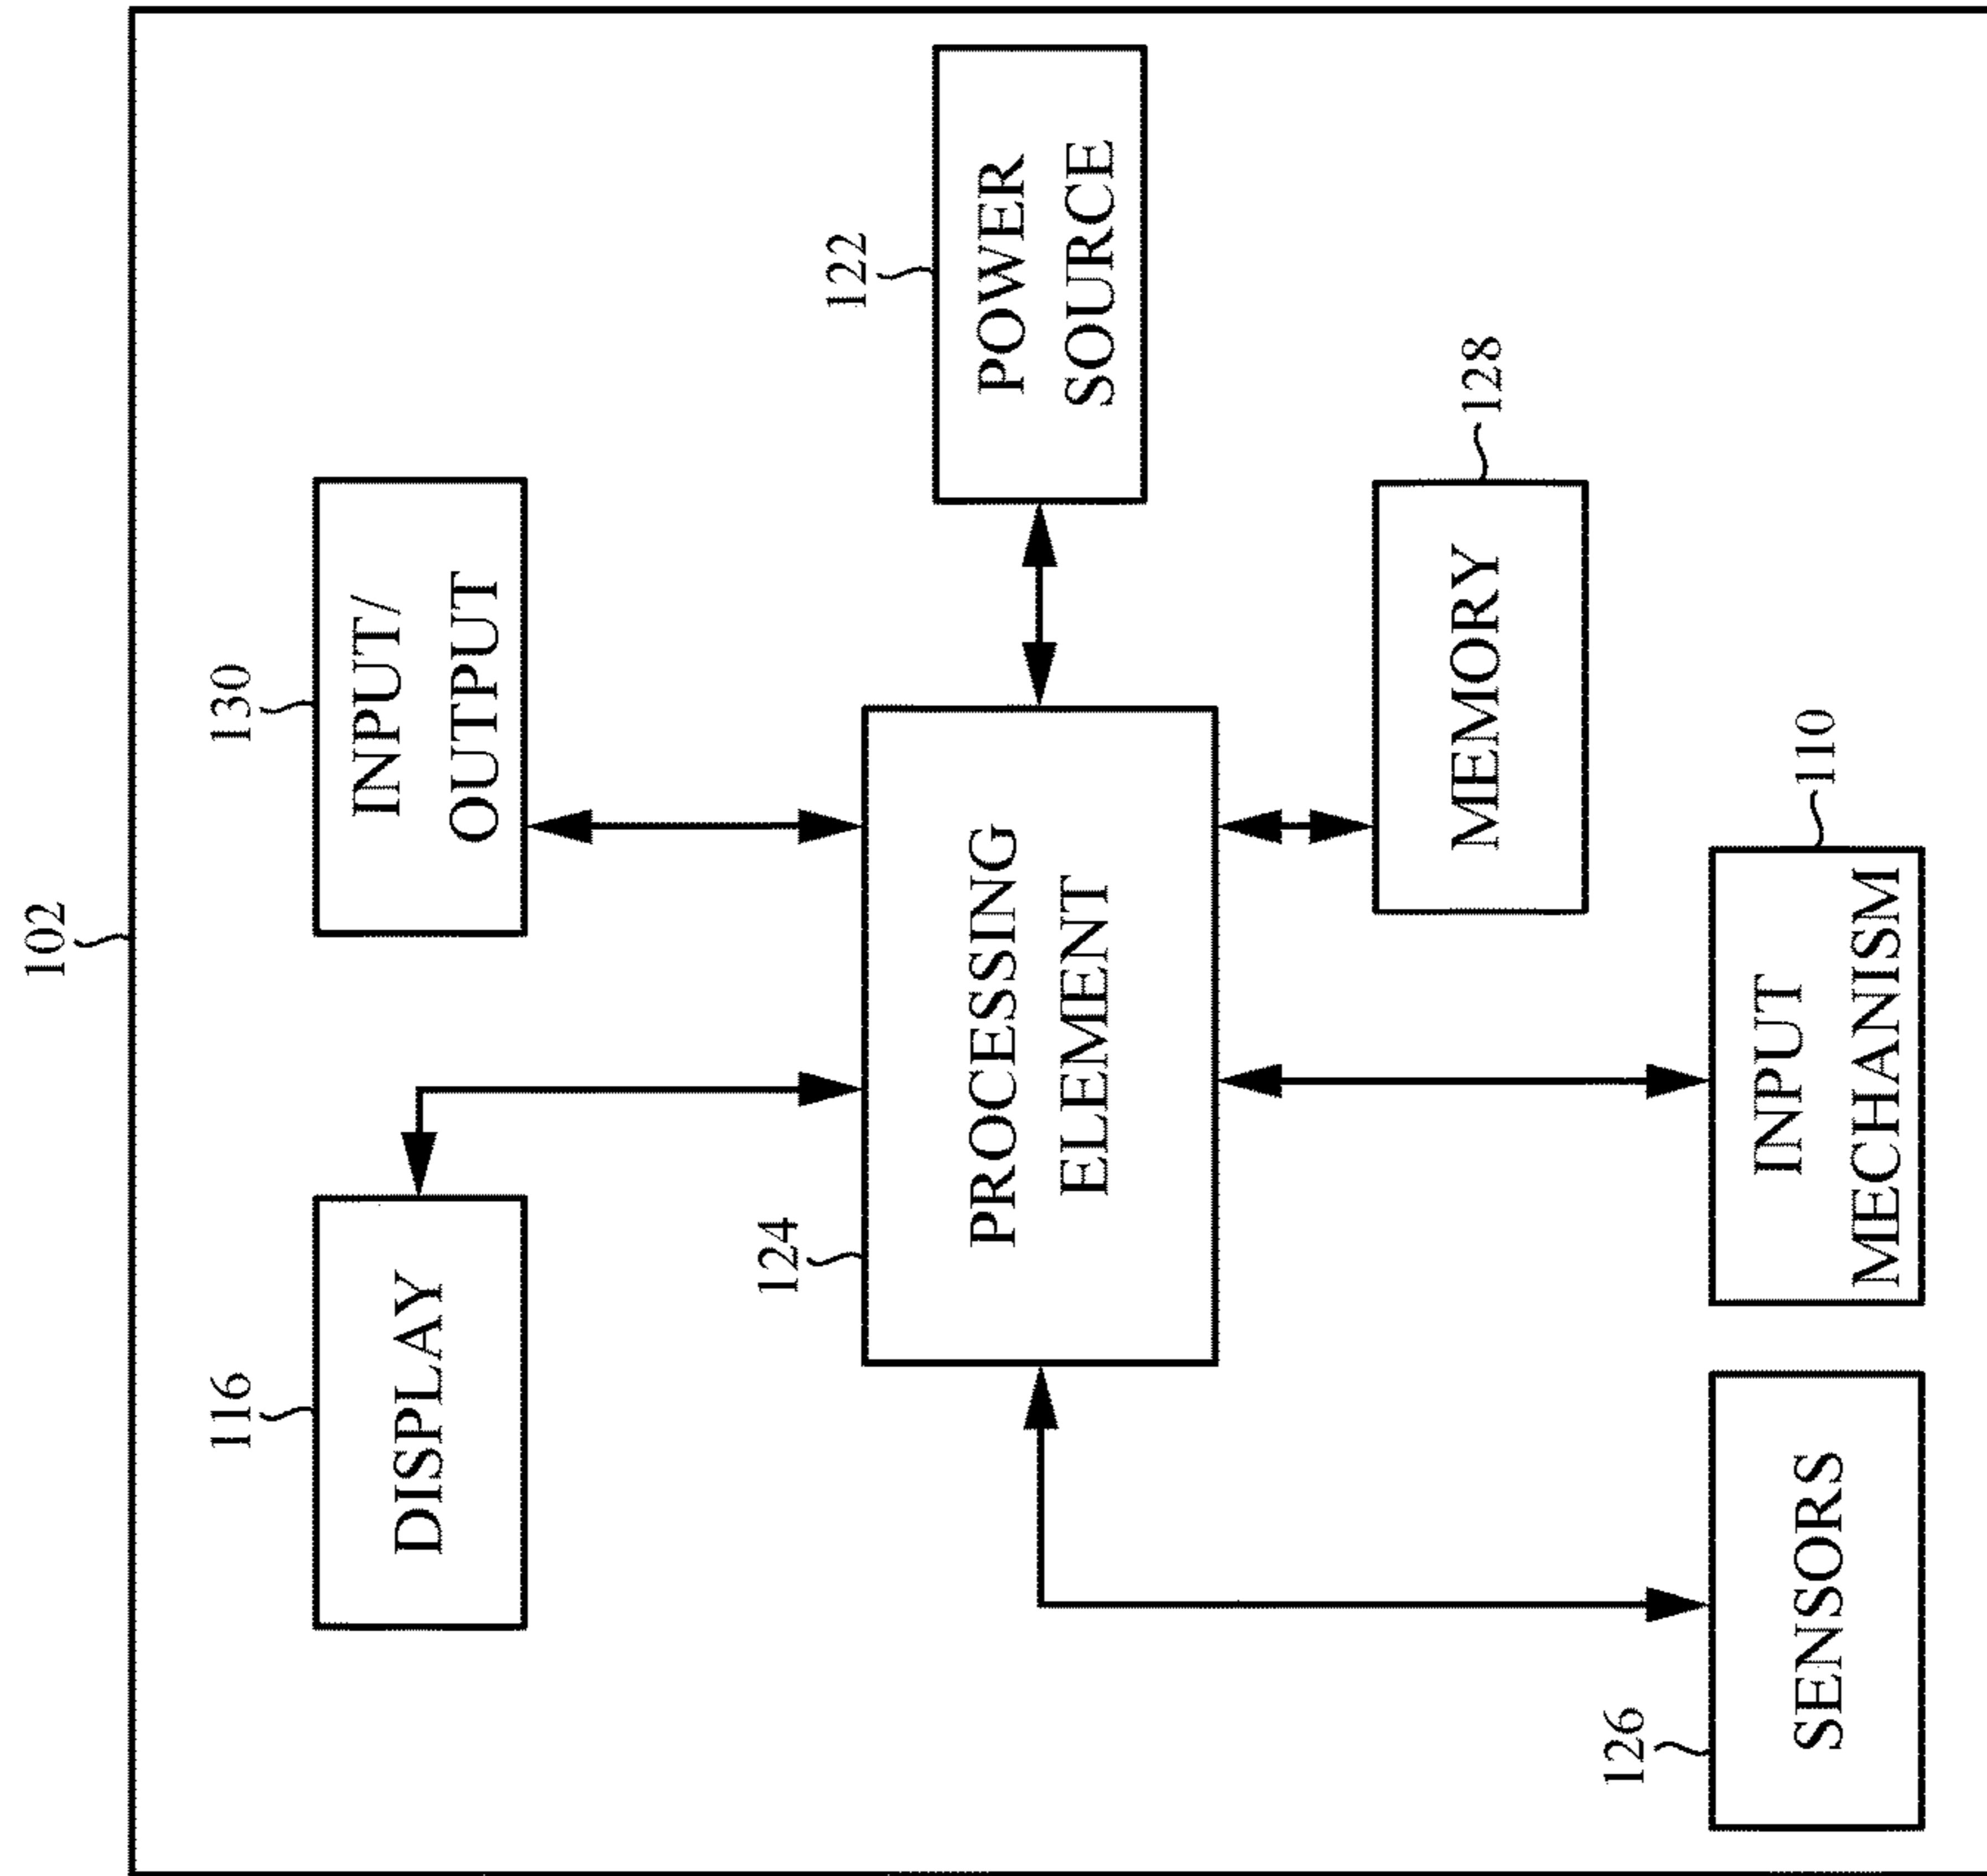 102
116
DISPLAY
130
INPUT/
OUTPUT
124
PROCESSING
ELEMENT
122
POWER
SOURCE
128
MEMORY
126
SENSORS
INPUT
MECHANISM
110